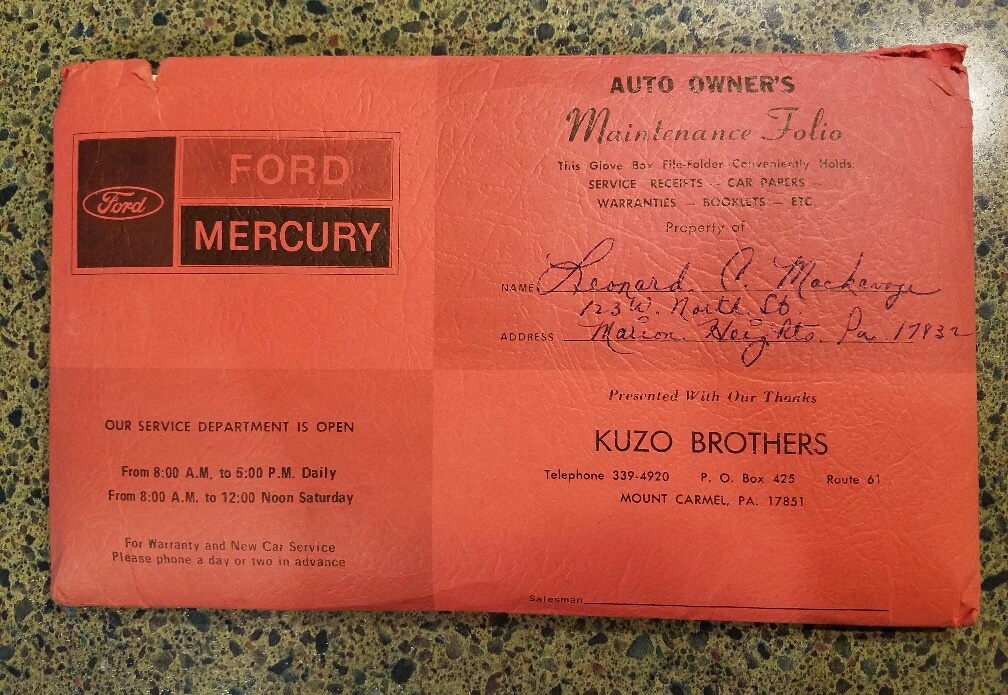 Ford
FORD
MERCURY
OUR SERVICE DEPARTMENT IS OPEN
From 8:00 A.M. to 5:00 P.M. Daily
From 8:00 A.M. to 12:00 Noon Saturday
For Warranty and New Car Service
Please phone a day or two in advance
AUTO OWNER'S
Maintenance Folio
This Glove Box File-Folder Conveniently Holds:
SERVICE RECEIPTS — CAR PAPERS —
WARRANTIES — BOOKLETS — ETC.
Property of
NAME Leonard C. Mackavage
123 W. North St.
ADDRESS Marion Heights, Pa. 17832
Presented With Our Thanks
KUZO BROTHERS
Telephone 339-4920 P. O. Box 425 Route 61
MOUNT CARMEL, PA. 17851
Salesman